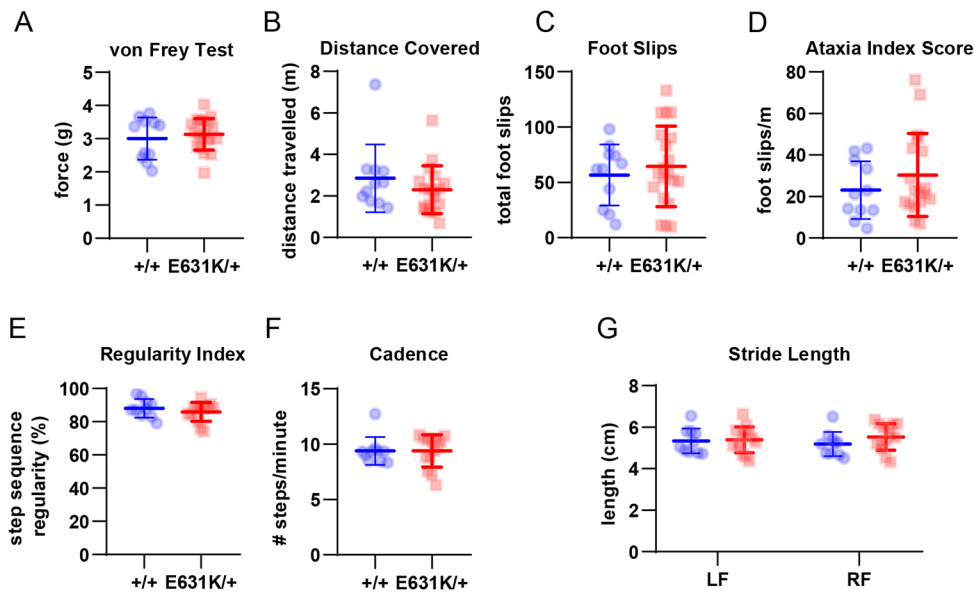 A
von Frey Test
force (g)
5
4
3
2
1
0
+/+ E631K/+
B
Distance Covered
distance travelled (m)
8
6
4
2
0
+/+ E631K/+
C
Foot Slips
total foot slips
150
100
50
0
+/+ E631K/+
D
Ataxia Index Score
foot slips/m
80
60
40
20
0
+/+ E631K/+
E
Regularity Index
step sequence
regularity (%)
100
80
60
40
20
0
+/+ E631K/+
F
Cadence
# steps/minute
15
10
5
0
+/+ E631K/+
G
Stride Length
length (cm)
8
6
4
2
0
LF RF